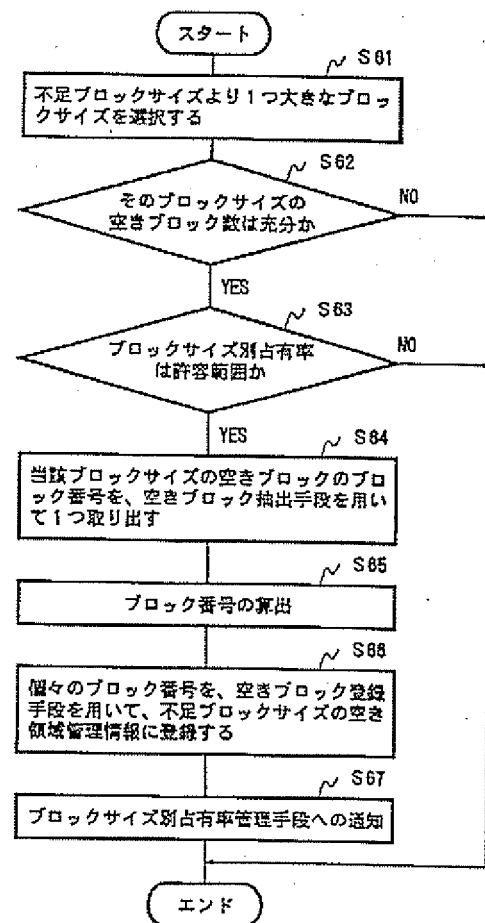 スタート
S61
不足ブロックサイズより1つ大きなブロッ
クサイズを選択する
S62
そのブロックサイズの
空きブロック数は充分か
NO
YES
S63
ブロックサイズ別占有率
は許容範囲か
NO
YES
S64
当該ブロックサイズの空きブロックのブロ
ック番号を、空きブロック抽出手段を用い
て1つ取り出す
S65
ブロック番号の算出
S66
個々のブロック番号を、空きブロック登録
手段を用いて、不足ブロックサイズの空き
領域管理情報に登録する
S67
ブロックサイズ別占有率管理手段への通知
エンド